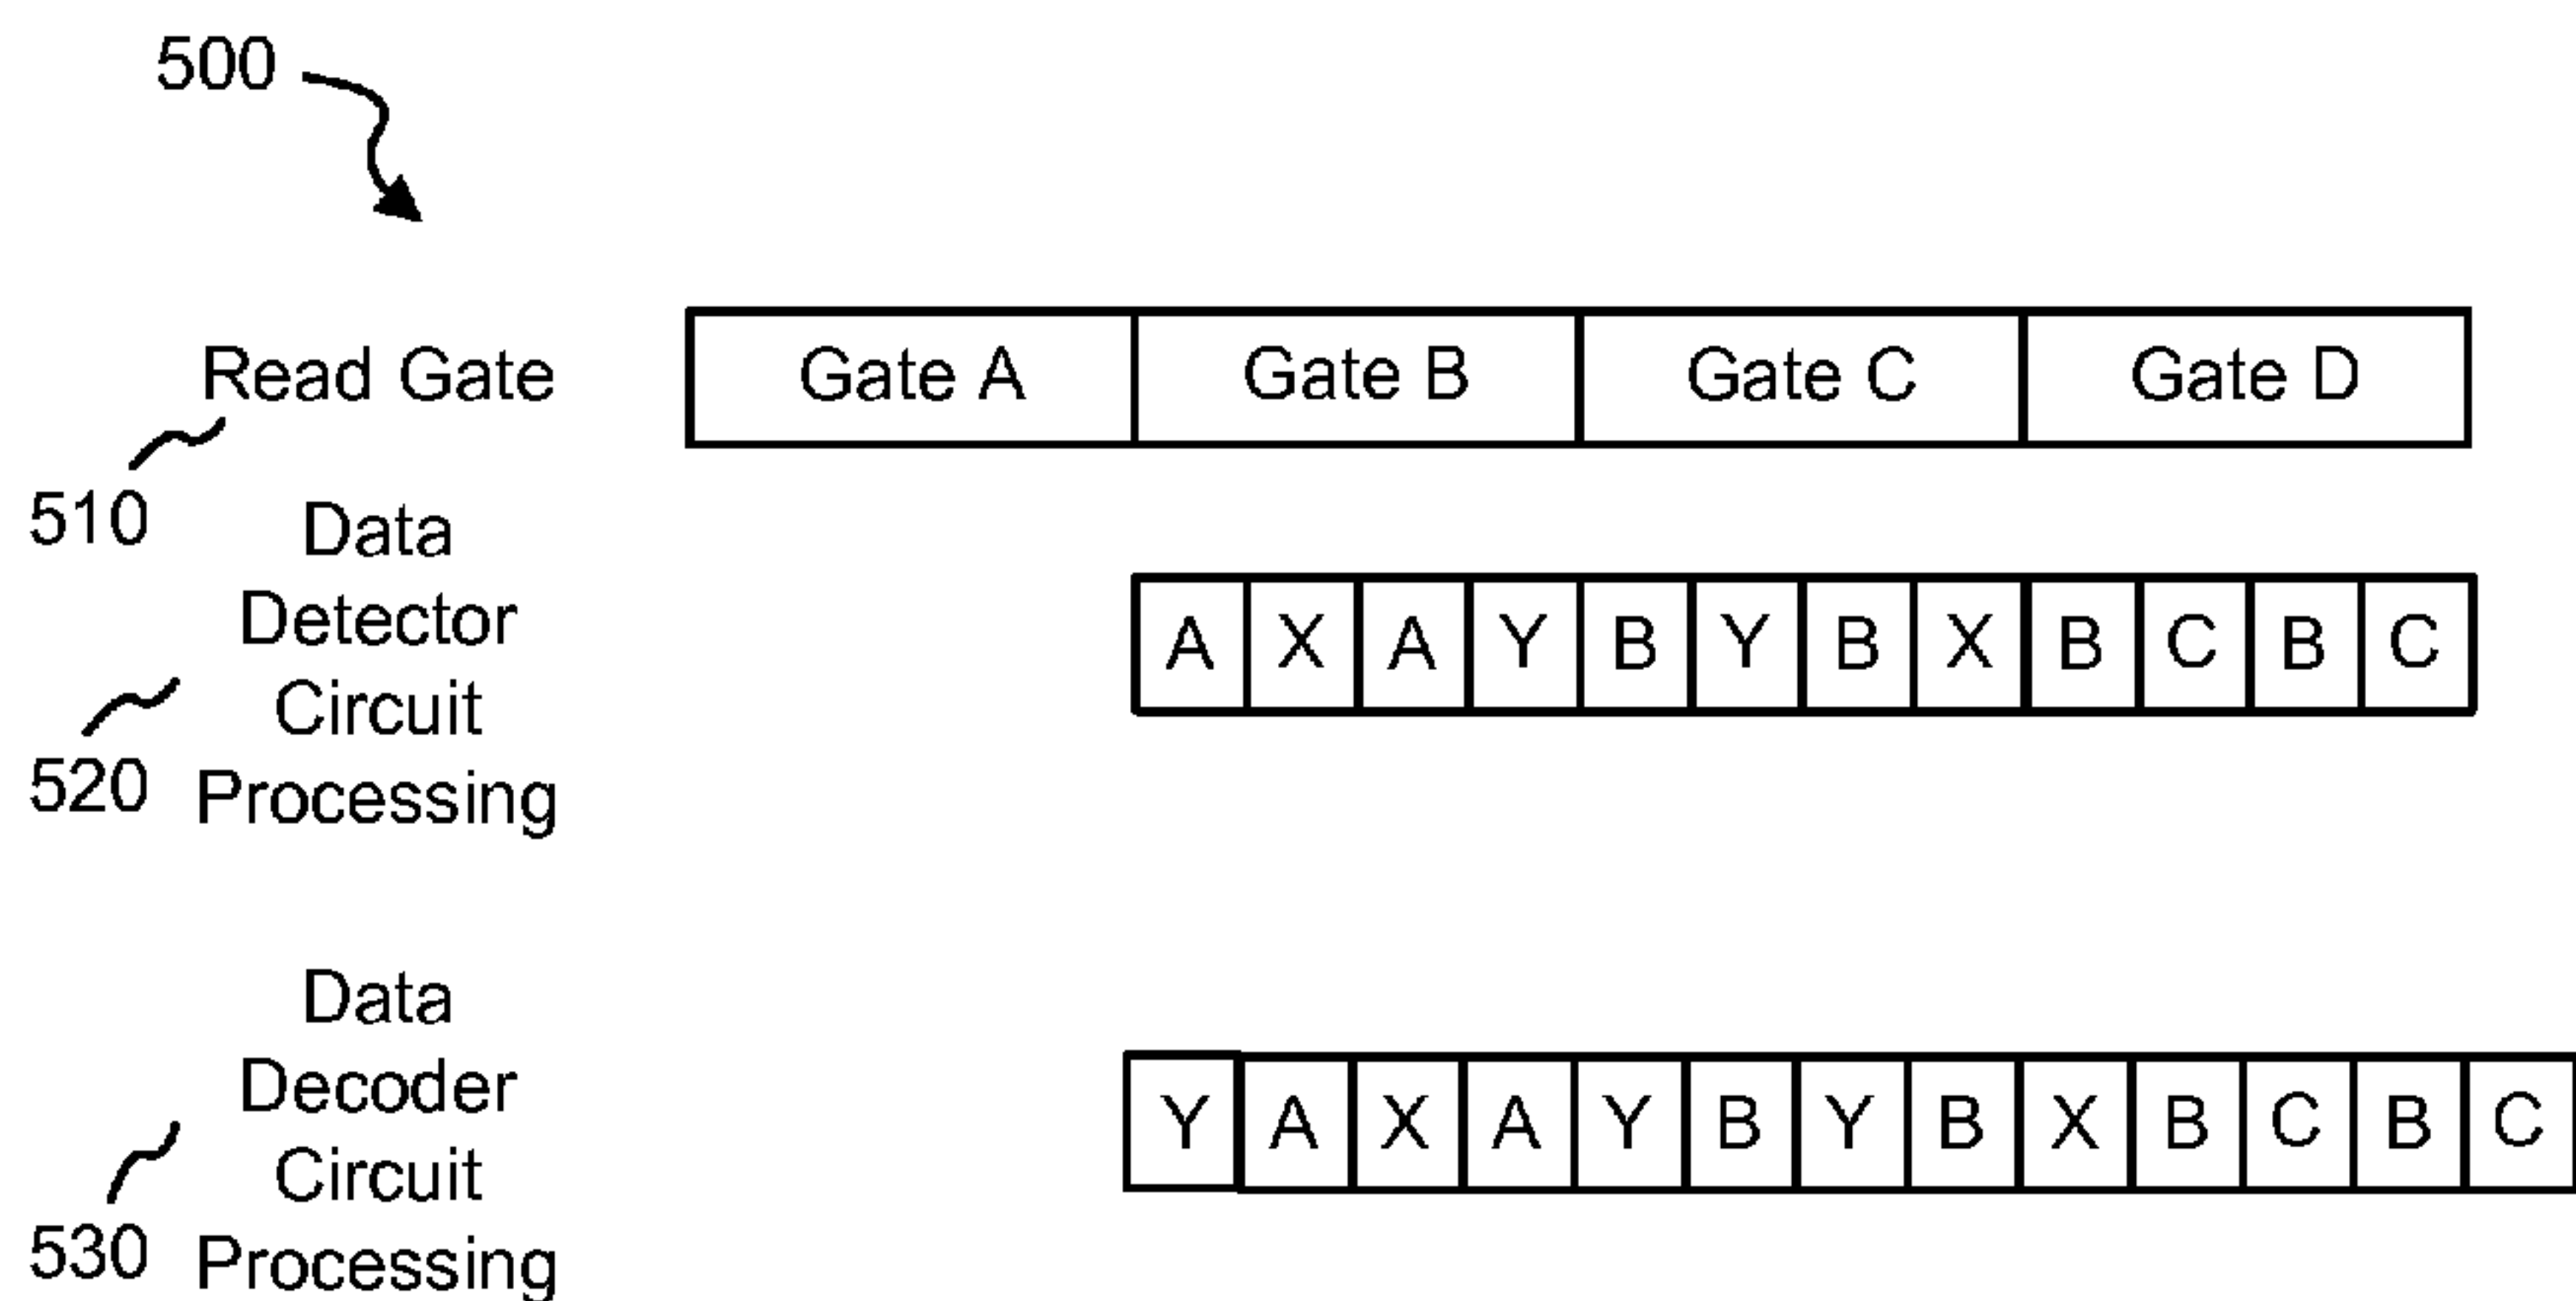 500
Read Gate
Gate A Gate B Gate C Gate D
510
Data
Detector
Circuit
Processing
520
A X A Y B Y B X B C B C
Data
Decoder
Circuit
Processing
530
Y A X A Y B Y B X B C B C